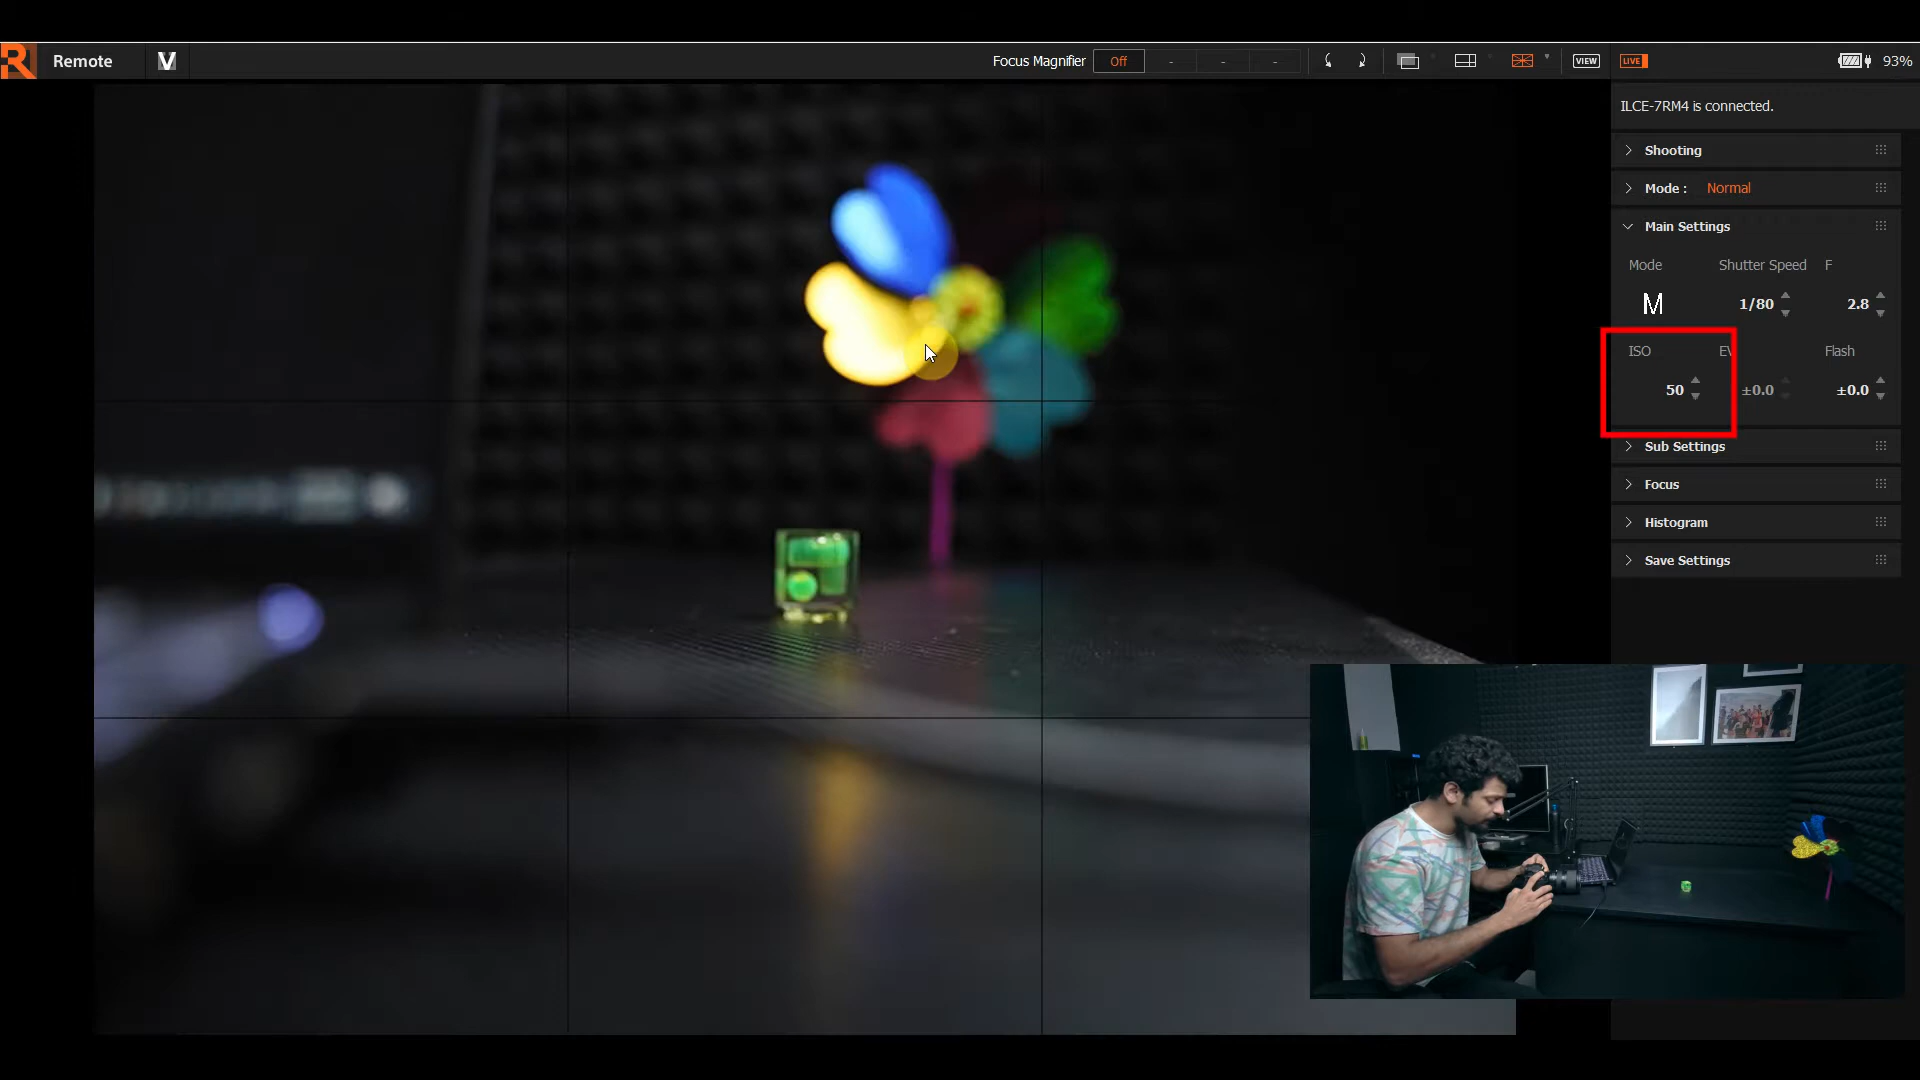 R Remote V Focus Magnifier Off - - - VIEW LIVE 93%
ILCE-7RM4 is connected.
Shooting
Mode : Normal
Main Settings
Mode Shutter Speed F
M 1/80 2.8
ISO EV Flash
50 ±0.0 ±0.0
Sub Settings
Focus
Histogram
Save Settings